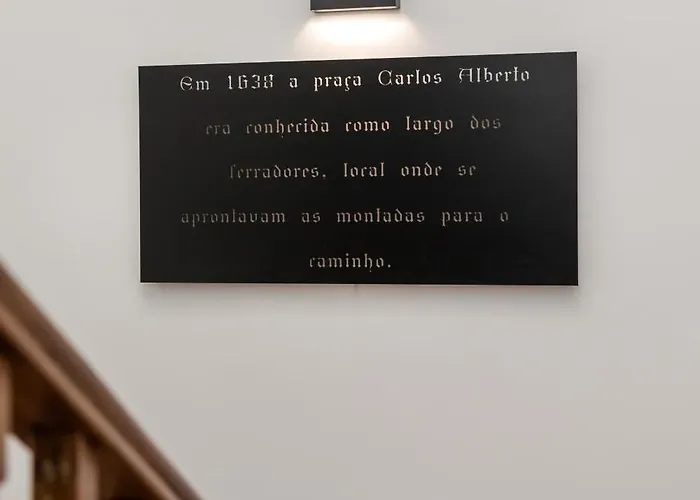 Em 1638 a praça Carlos Alberto
era conhecida como largo dos
ferradores, local onde se
aprontavam as montadas para o
caminho.